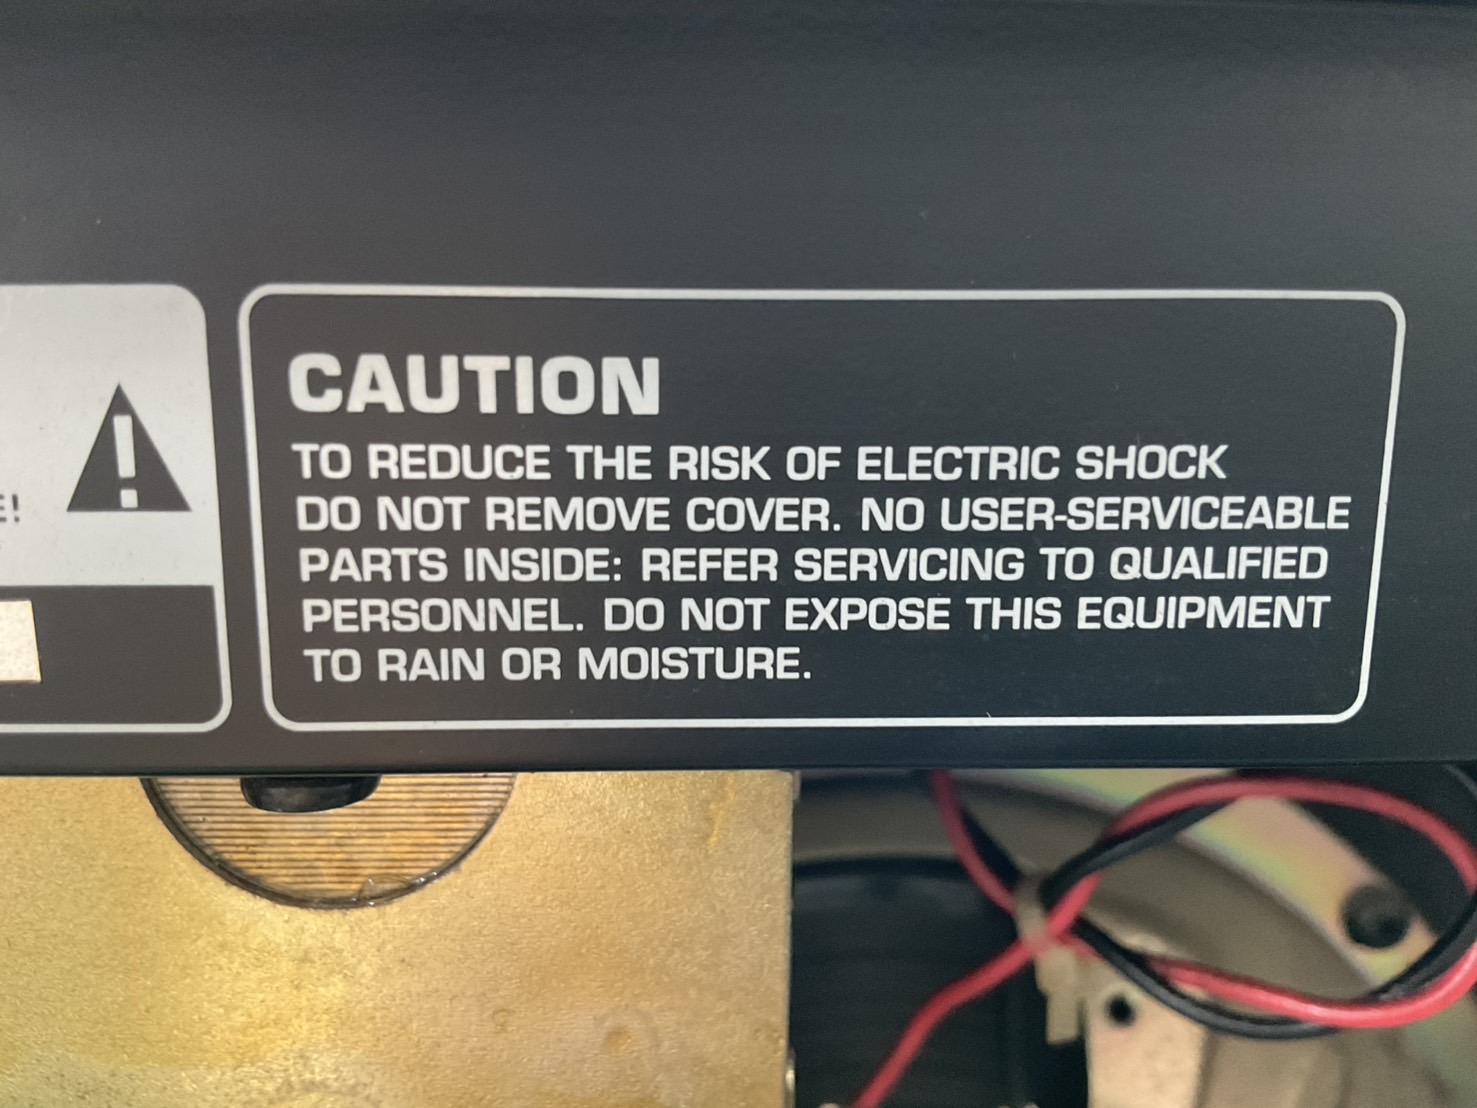 CAUTION
TO REDUCE THE RISK OF ELECTRIC SHOCK
DO NOT REMOVE COVER. NO USER-SERVICEABLE
PARTS INSIDE: REFER SERVICING TO QUALIFIED
PERSONNEL. DO NOT EXPOSE THIS EQUIPMENT
TO RAIN OR MOISTURE.